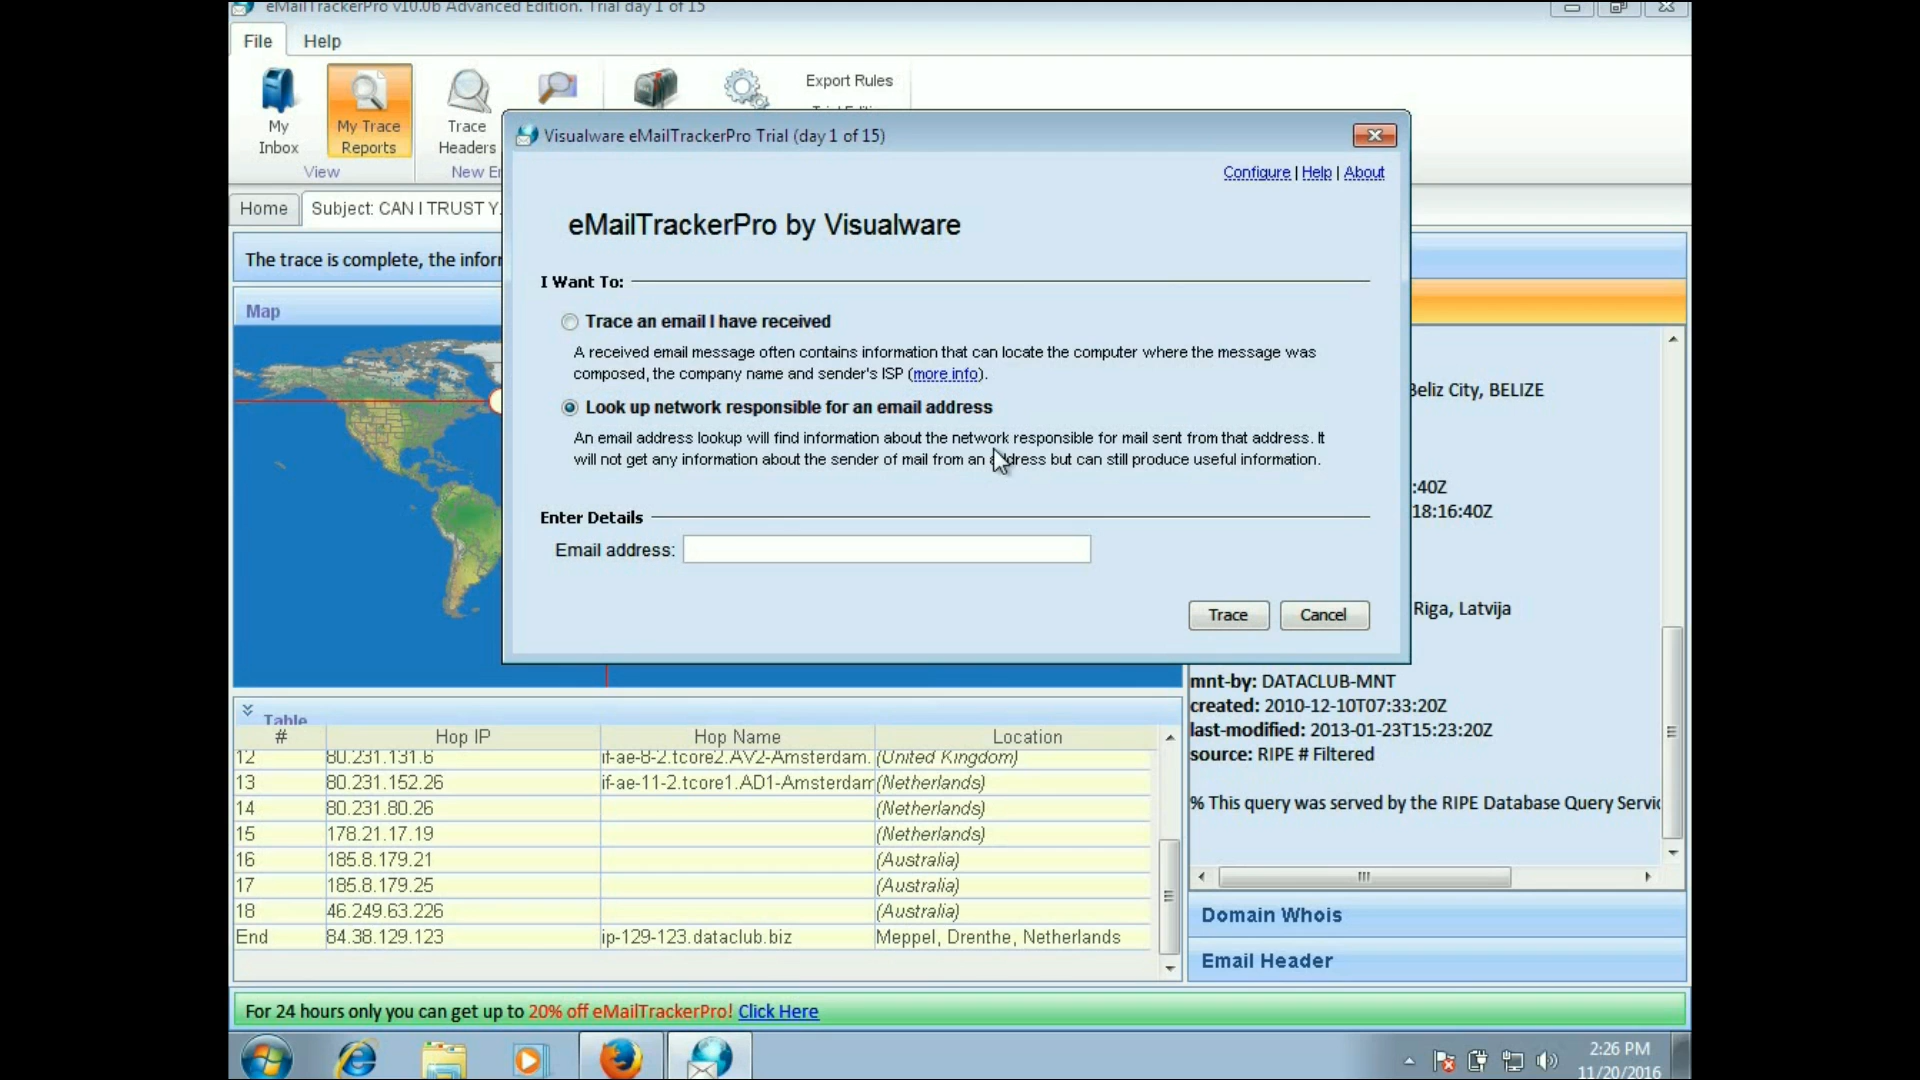 eMailTrackerPro v10.0b Advanced Edition. Trial day 1 of 15
File Help
My Inbox
My Trace Reports
Trace Headers
Export Rules
View
Home
Subject: CAN I TRUST Y.
The trace is complete, the infor
Map
Visualware eMailTrackerPro Trial (day 1 of 15)
Configure | Help | About
eMailTrackerPro by Visualware
I Want To:
Trace an email I have received
A received email message often contains information that can locate the computer where the message was
composed, the company name and sender's ISP (more info).
Look up network responsible for an email address
An email address lookup will find information about the network responsible for mail sent from that address. It
will not get any information about the sender of mail from an address but can still produce useful information.
Enter Details
Email address:
Trace Cancel
Beliz City, BELIZE
:40Z
18:16:40Z
Riga, Latvija
mnt-by: DATACLUB-MNT
created: 2010-12-10T07:33:20Z
last-modified: 2013-01-23T15:23:20Z
source: RIPE # Filtered
% This query was served by the RIPE Database Query Servic
Table
# Hop IP Hop Name Location
12 80.231.131.6 if-ae-8-2.tcore2.AV2-Amsterdam. (United Kingdom)
13 80.231.152.26 if-ae-11-2.tcore1.AD1-Amsterdam (Netherlands)
14 80.231.80.26 (Netherlands)
15 178.21.17.19 (Netherlands)
16 185.8.179.21 (Australia)
17 185.8.179.25 (Australia)
18 46.249.63.226 (Australia)
End 84.38.129.123 ip-129-123.dataclub.biz Meppel, Drenthe, Netherlands
Domain Whois
Email Header
For 24 hours only you can get up to 20% off eMailTrackerPro! Click Here
2:26 PM
11/20/2016